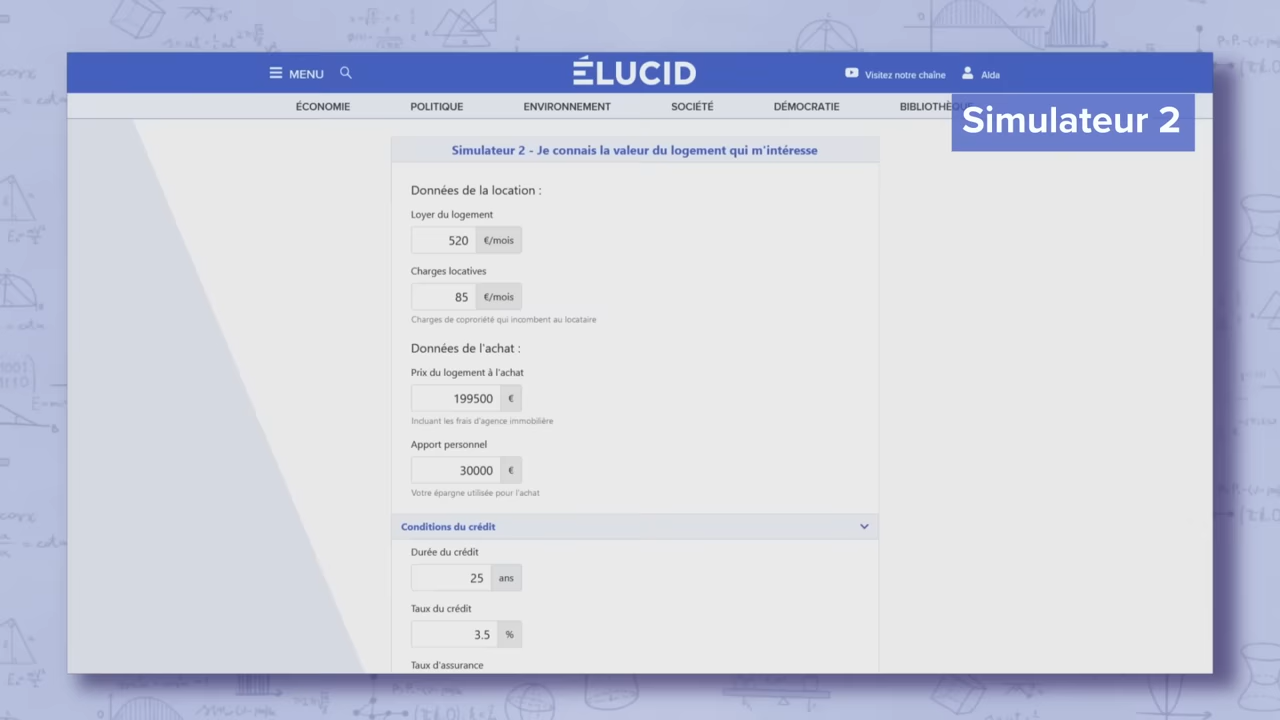 MENU
ÉLUCID
Visitez notre chaîne
Aida
ÉCONOMIE
POLITIQUE
ENVIRONNEMENT
SOCIÉTÉ
DÉMOCRATIE
BIBLIOTHÈQUE
Simulateur 2
Simulateur 2 - Je connais la valeur du logement qui m'intéresse
Données de la location :
Loyer du logement
520 €/mois
Charges locatives
85 €/mois
Charges de coproriété qui incombent au locataire
Données de l'achat :
Prix du logement à l'achat
199500 €
Incluant les frais d'agence immobilière
Apport personnel
30000 €
Votre épargne utilisée pour l'achat
Conditions du crédit
Durée du crédit
25 ans
Taux du crédit
3.5 %
Taux d'assurance